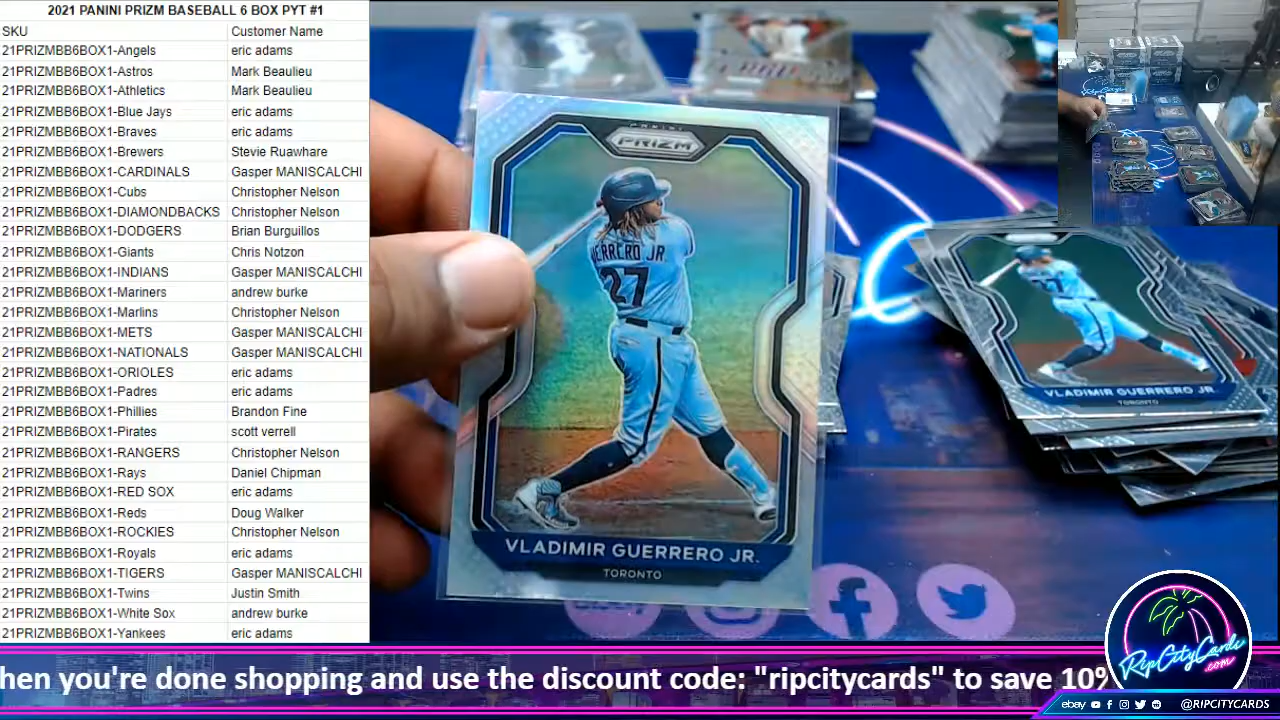 2021 PANINI PRIZM BASEBALL 6 BOX PYT #1
SKU Customer Name
21PRIZMBB6BOX1-Angels eric adams
21PRIZMBB6BOX1-Astros Mark Beaulieu
21PRIZMBB6BOX1-Athletics Mark Beaulieu
21PRIZMBB6BOX1-Blue Jays eric adams
21PRIZMBB6BOX1-Braves eric adams
21PRIZMBB6BOX1-Brewers Stevie Ruawhare
21PRIZMBB6BOX1-CARDINALS Gasper MANISCALCHI
21PRIZMBB6BOX1-Cubs Christopher Nelson
21PRIZMBB6BOX1-DIAMONDBACKS Christopher Nelson
21PRIZMBB6BOX1-DODGERS Brian Burguillos
21PRIZMBB6BOX1-Giants Chris Notzon
21PRIZMBB6BOX1-INDIANS Gasper MANISCALCHI
21PRIZMBB6BOX1-Mariners andrew burke
21PRIZMBB6BOX1-Marlins Christopher Nelson
21PRIZMBB6BOX1-METS Gasper MANISCALCHI
21PRIZMBB6BOX1-NATIONALS Gasper MANISCALCHI
21PRIZMBB6BOX1-ORIOLES eric adams
21PRIZMBB6BOX1-Padres eric adams
21PRIZMBB6BOX1-Phillies Brandon Fine
21PRIZMBB6BOX1-Pirates scott verrell
21PRIZMBB6BOX1-RANGERS Christopher Nelson
21PRIZMBB6BOX1-Rays Daniel Chipman
21PRIZMBB6BOX1-RED SOX eric adams
21PRIZMBB6BOX1-Reds Doug Walker
21PRIZMBB6BOX1-ROCKIES Christopher Nelson
21PRIZMBB6BOX1-Royals eric adams
21PRIZMBB6BOX1-TIGERS Gasper MANISCALCHI
21PRIZMBB6BOX1-Twins Justin Smith
21PRIZMBB6BOX1-White Sox andrew burke
21PRIZMBB6BOX1-Yankees eric adams
PANINI
PRIZM
ERRERO JR.
27
VLADIMIR GUERRERO JR.
TORONTO
27
VLADIMIR GUERRERO JR.
TORONTO
RipCityCards
.com
hen you're done shopping and use the discount code: "ripcitycards" to save 10%
ebay @RIPCITYCARDS